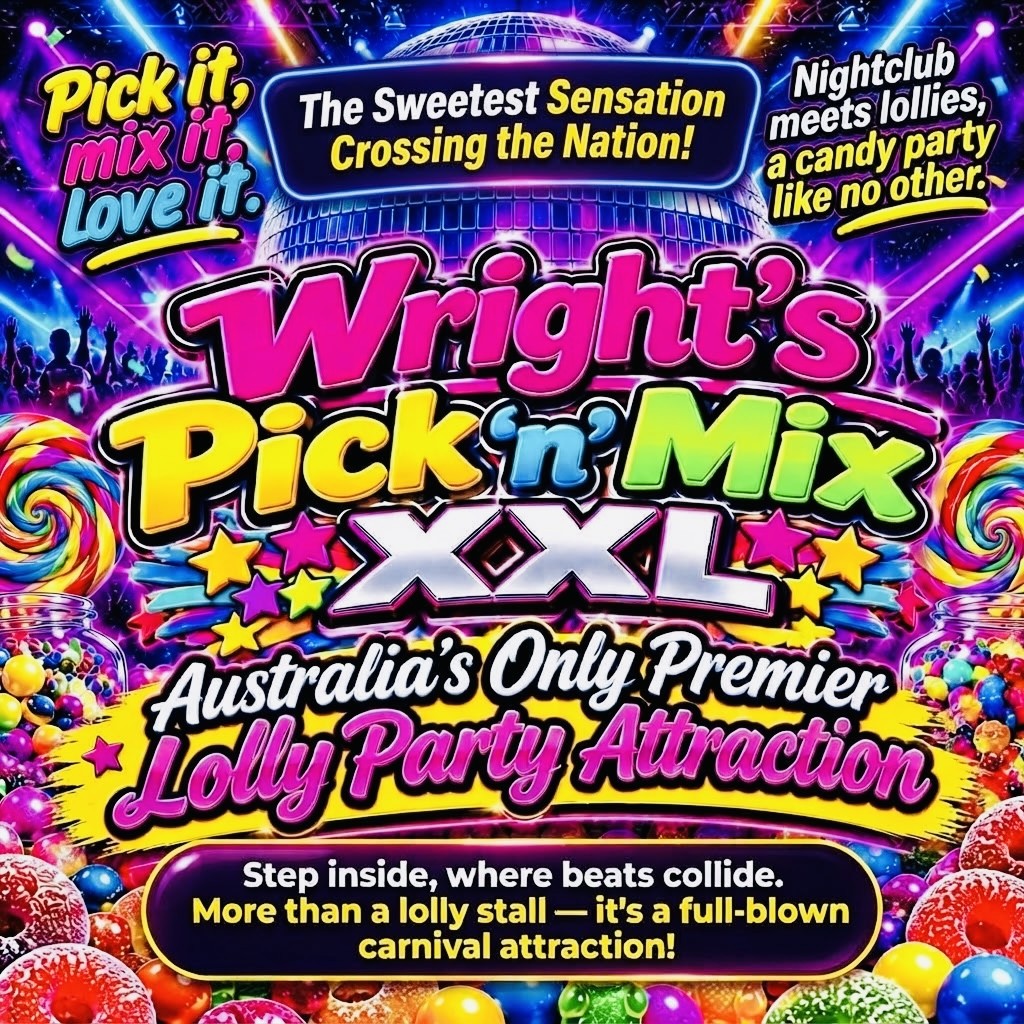 Pick it,
mix it,
Love it.
The Sweetest Sensation
Crossing the Nation!
Nightclub
meets lollies,
a candy party
like no other.
Wright's
Pick 'n' Mix
XXL
Australia's Only Premier
Lolly Party Attraction
Step inside, where beats collide.
More than a lolly stall — it's a full-blown
carnival attraction!